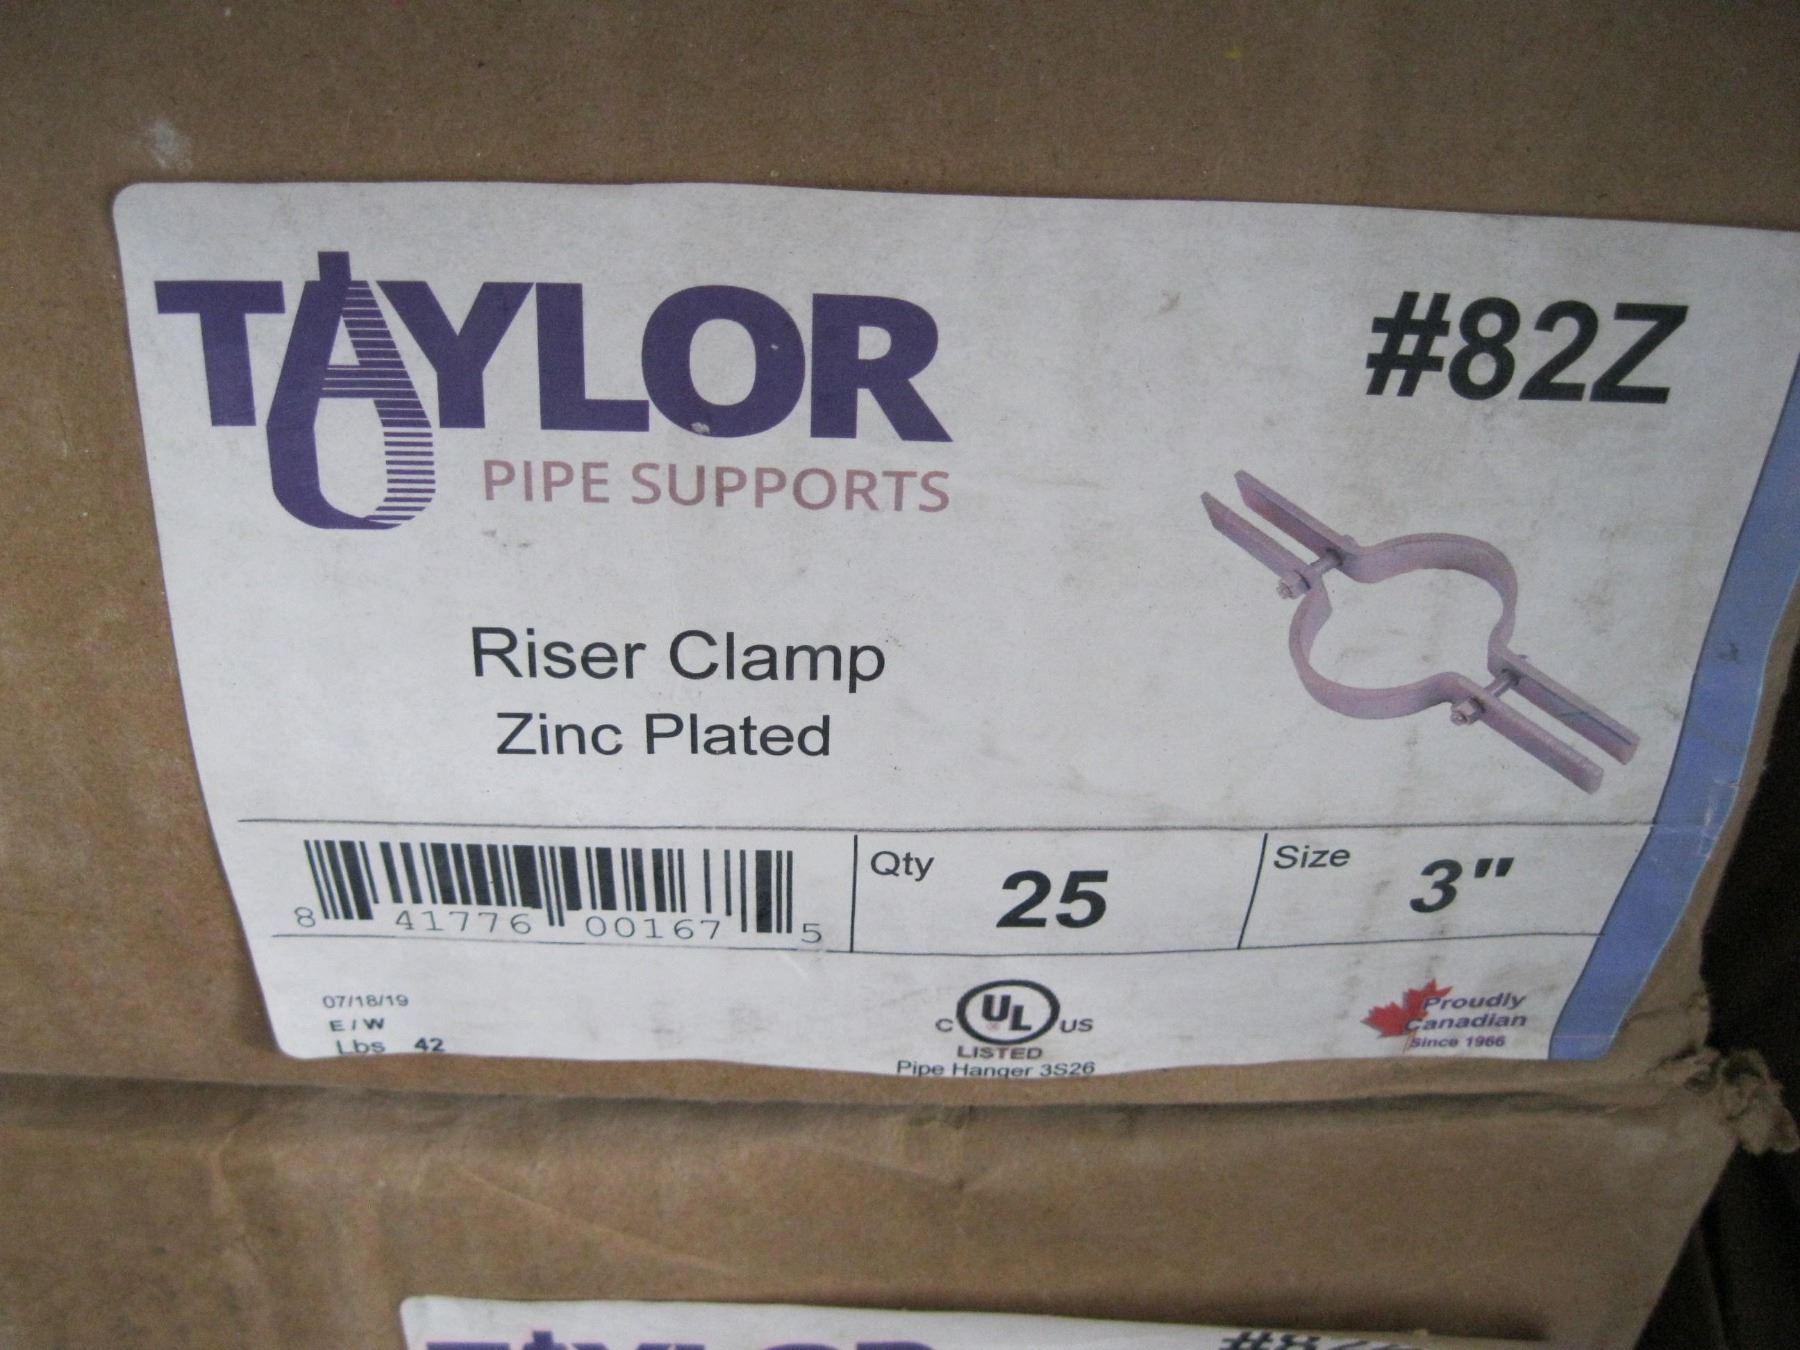 TAYLOR
PIPE SUPPORTS
#82Z
Riser Clamp
Zinc Plated
8 41776 00167 5
Qty 25
Size 3"
07/18/19
E / W
Lbs 42
C UL US
LISTED
Pipe Hanger 3S26
Proudly
Canadian
Since 1966
TAYLOR